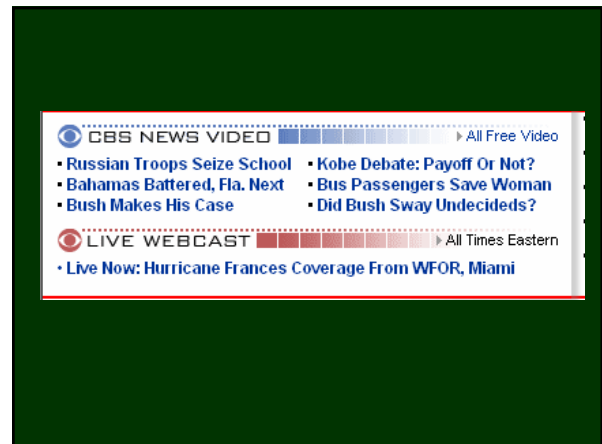 CBS NEWS VIDEO All Free Video
Russian Troops Seize School
Bahamas Battered, Fla. Next
Bush Makes His Case
Kobe Debate: Payoff Or Not?
Bus Passengers Save Woman
Did Bush Sway Undecideds?
LIVE WEBCAST All Times Eastern
Live Now: Hurricane Frances Coverage From WFOR, Miami